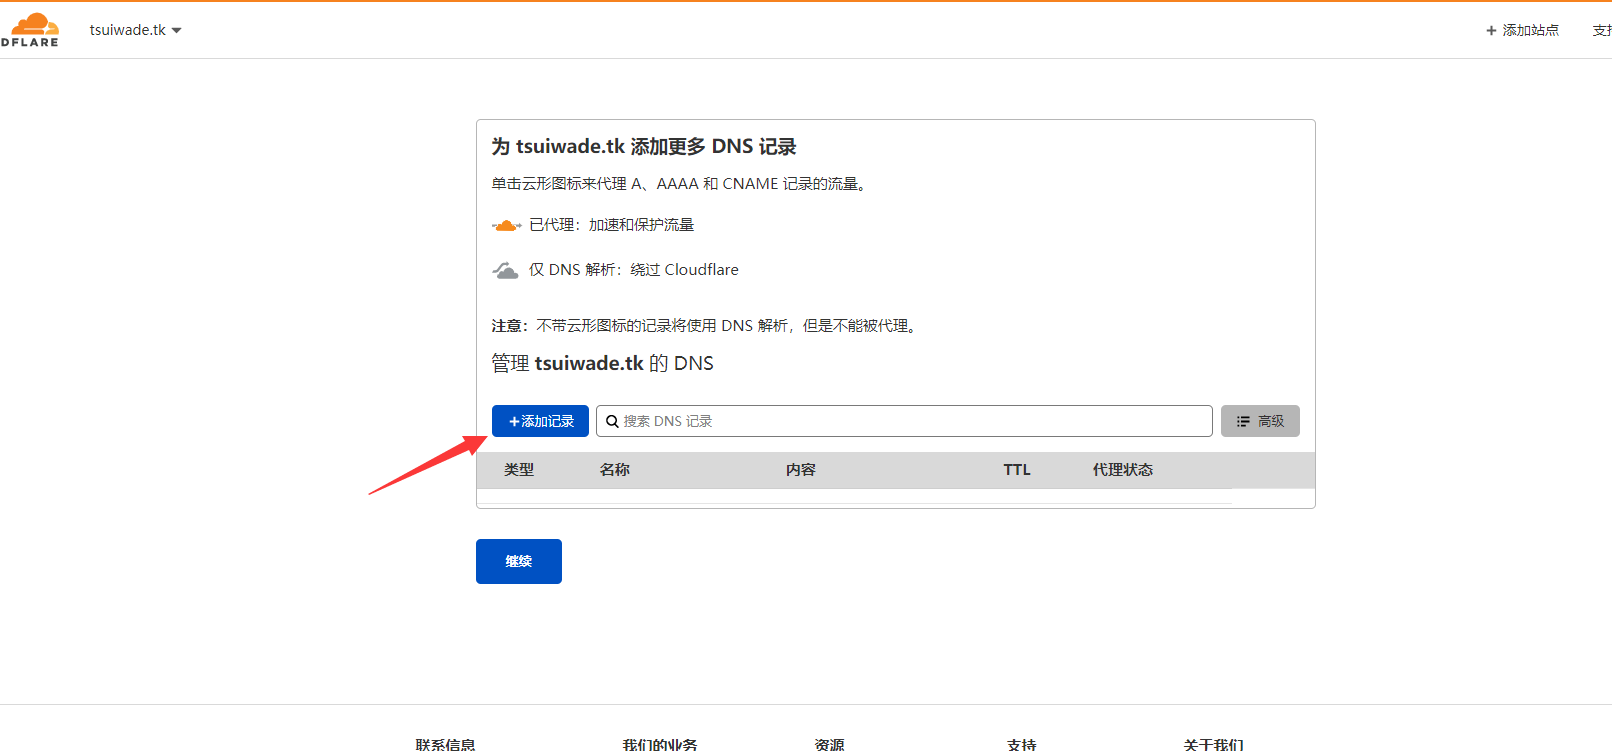 DFLARE
tsuiwade.tk
添加站点
支持
为 tsuiwade.tk 添加更多 DNS 记录
单击云形图标来代理 A、AAAA 和 CNAME 记录的流量。
已代理：加速和保护流量
仅 DNS 解析：绕过 Cloudflare
注意：不带云形图标的记录将使用 DNS 解析，但是不能被代理。
管理 tsuiwade.tk 的 DNS
+添加记录
搜索 DNS 记录
高级
类型 名称 内容 TTL 代理状态
继续
联系信息 我们的业务 资源 支持 关于我们